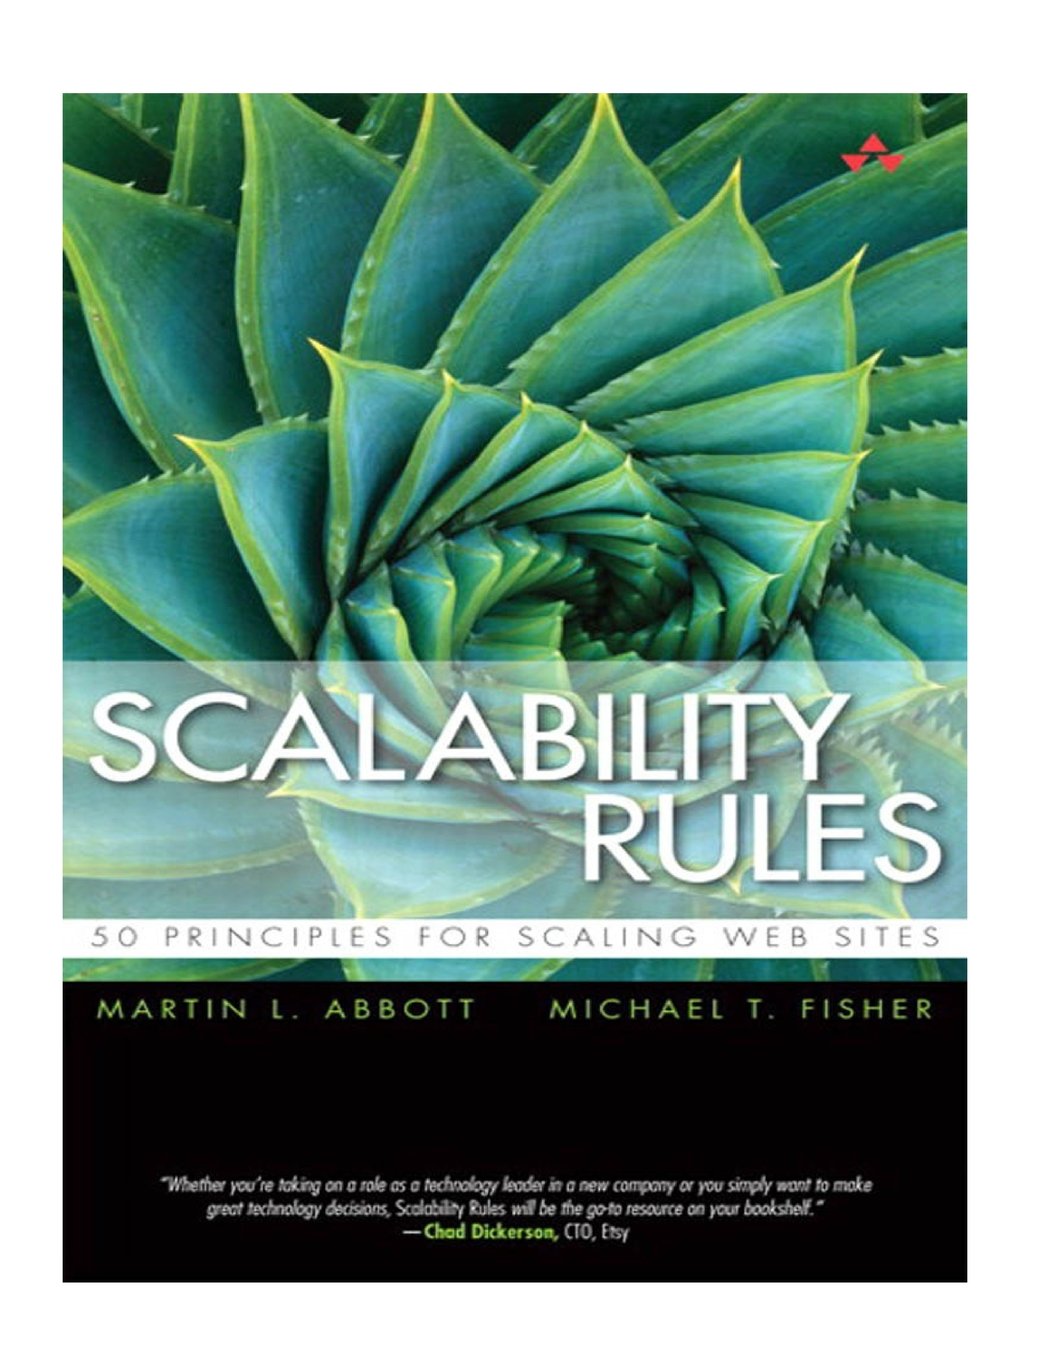 SCALABILITY
RULES
50 PRINCIPLES FOR SCALING WEB SITES
MARTIN L. ABBOTT MICHAEL T. FISHER
"Whether you're taking on a role as a technology leader in a new company or you simply want to make
great technology decisions, Scalability Rules will be the go-to resource on your bookshelf."
—Chad Dickerson, CTO, Etsy